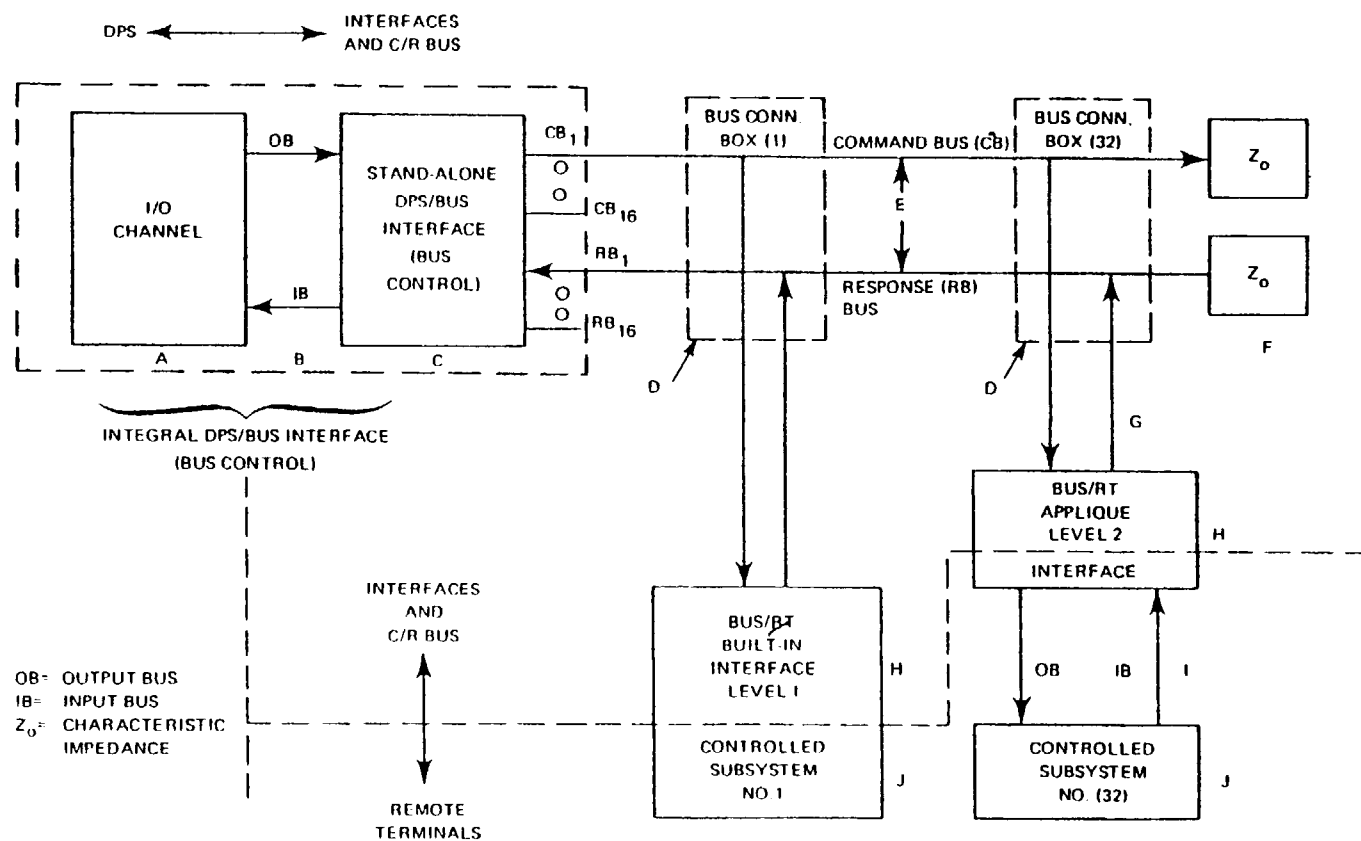 DPS
INTERFACES
AND C/R BUS
I/O
CHANNEL
OB
IB
STAND-ALONE
DPS/BUS
INTERFACE
(BUS
CONTROL)
A
B
C
CB1
O
O
CB16
RB1
O
O
RB16
BUS CONN.
BOX (1)
COMMAND BUS (CB)
BUS CONN.
BOX (32)
Zo
E
RESPONSE (RB)
BUS
Zo
F
D
D
G
INTEGRAL DPS/BUS INTERFACE
(BUS CONTROL)
BUS/RT
APPLIQUE
LEVEL 2
H
INTERFACE
INTERFACES
AND
C/R BUS
BUS/RT
BUILT-IN
INTERFACE
LEVEL I
H
OB
IB
I
OB= OUTPUT BUS
IB= INPUT BUS
Zo= CHARACTERISTIC
IMPEDANCE
CONTROLLED
SUBSYSTEM
NO. 1
J
CONTROLLED
SUBSYSTEM
NO. (32)
J
REMOTE
TERMINALS